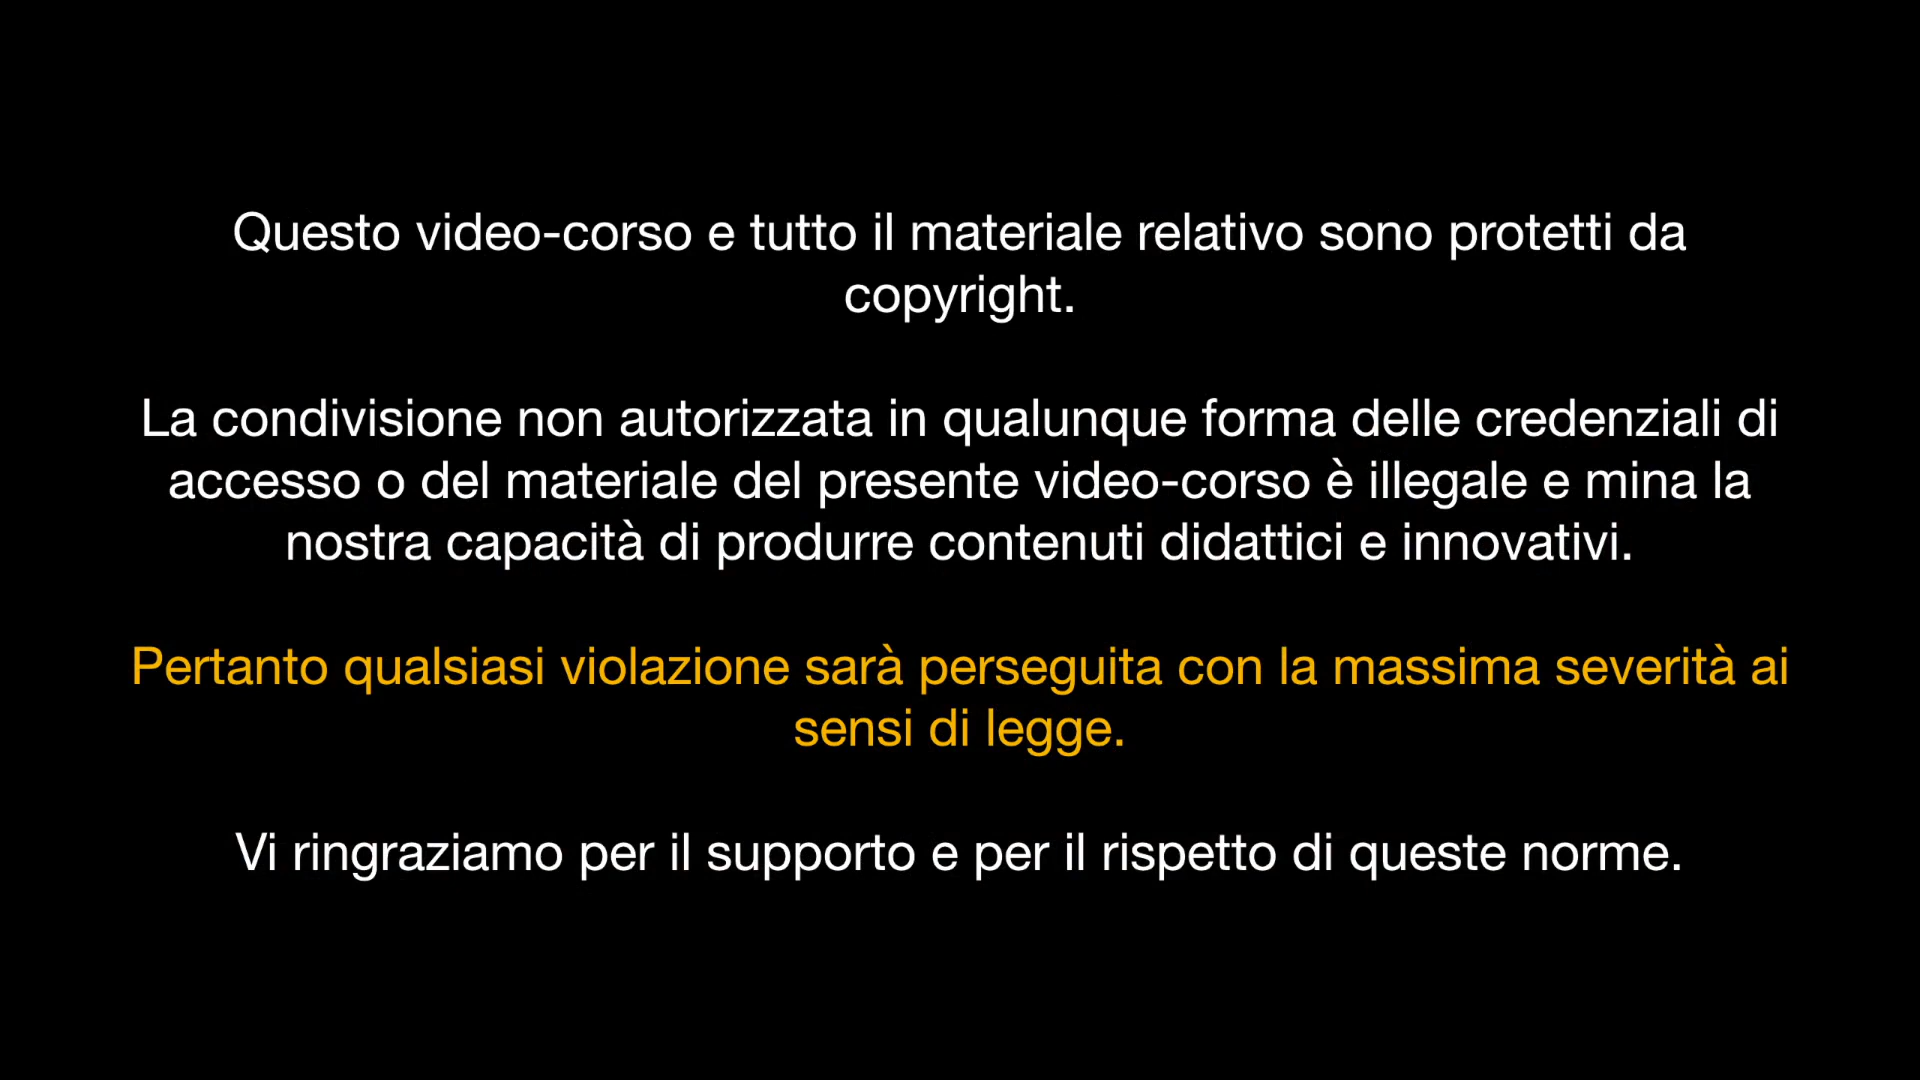 Questo video-corso e tutto il materiale relativo sono protetti da
copyright.
La condivisione non autorizzata in qualunque forma delle credenziali di
accesso o del materiale del presente video-corso è illegale e mina la
nostra capacità di produrre contenuti didattici e innovativi.
Pertanto qualsiasi violazione sarà perseguita con la massima severità ai
sensi di legge.
Vi ringraziamo per il supporto e per il rispetto di queste norme.